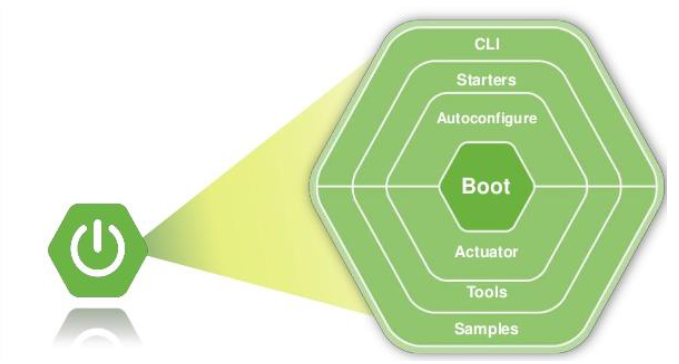 CLI
Starters
Autoconfigure
Boot
Actuator
Tools
Samples